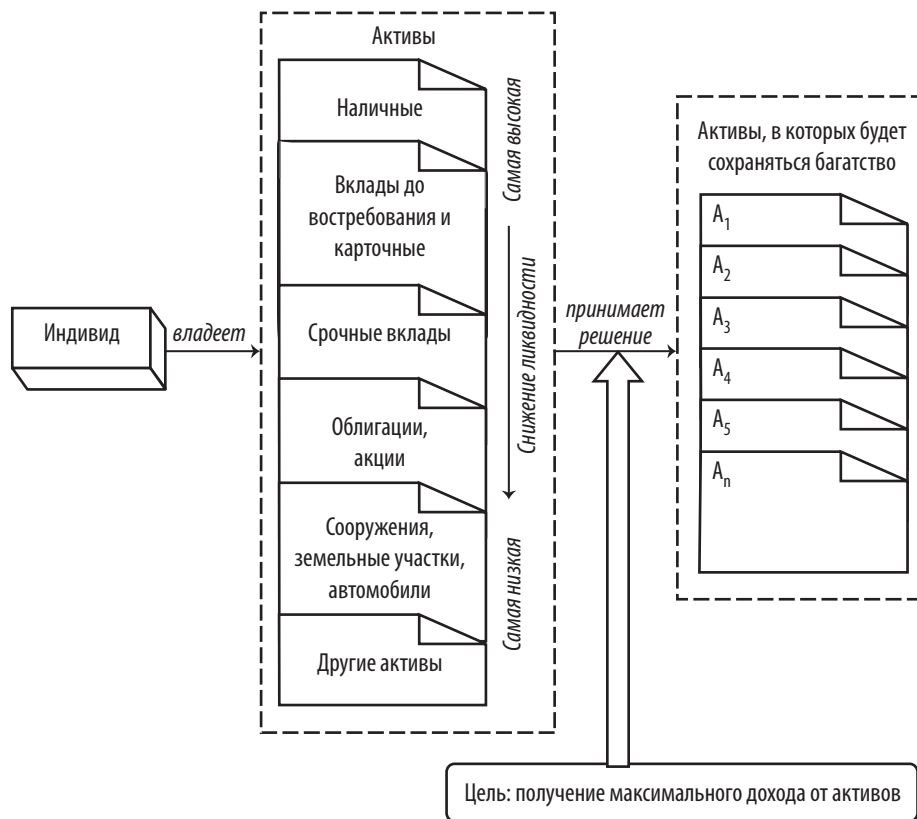 Активы
Наличные
Вклады до
востребования и
карточные
Срочные вклады
Облигации,
акции
Сооружения,
земельные участки,
автомобили
Другие активы
Самая высокая
Снижение ликвидности
Самая низкая
Индивид
владеет
принимает
решение
Активы, в которых будет
сохраняться багатство
A1
A2
A3
A4
A5
An
Цель: получение максимального дохода от активов